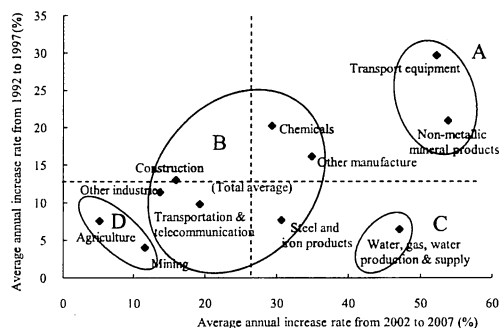 Average annual increase rate from 1992 to 1997(%)
35
30
25
20
15
10
5
0
A
Transport equipment
Non-metallic
mineral products
B
Chemicals
Other manufacture
Construction
Other industrie
(Total average)
Transportation &
telecommunication
Steel and
iron products
C
Water, gas, water
production & supply
D
Agriculture
Mining
0 10 20 30 40 50 60
Average annual increase rate from 2002 to 2007 (%)